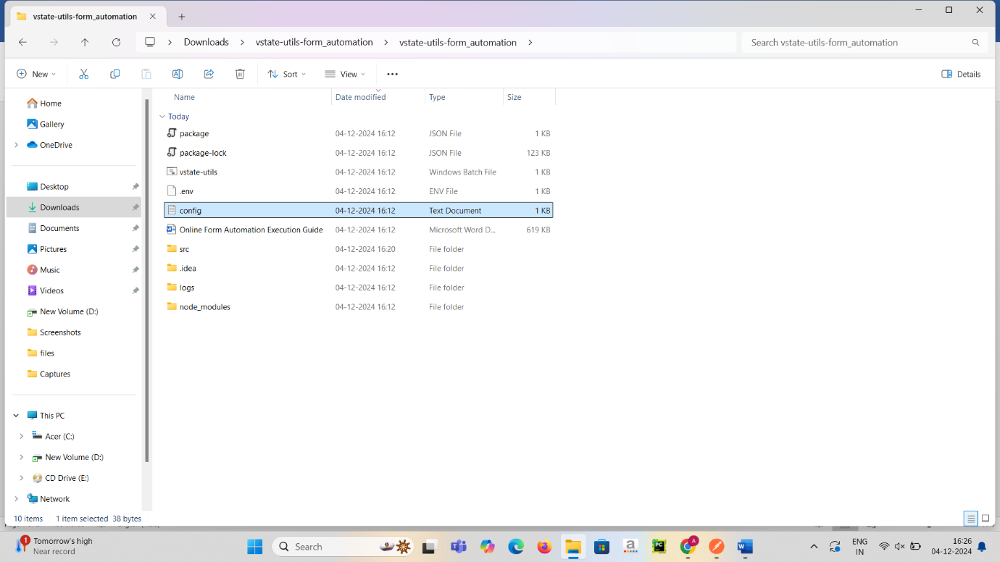 vstate-utils-form_automation
Downloads
vstate-utils-form_automation
vstate-utils-form_automation
Search vstate-utils-form_automation
New
Sort
View
Details
Home
Gallery
OneDrive
Desktop
Downloads
Documents
Pictures
Music
Videos
New Volume (D:)
Screenshots
files
Captures
This PC
Acer (C:)
New Volume (D:)
CD Drive (E:)
Network
Name Date modified Type Size
Today
package 04-12-2024 16:12 JSON File 1 KB
package-lock 04-12-2024 16:12 JSON File 123 KB
vstate-utils 04-12-2024 16:12 Windows Batch File 1 KB
.env 04-12-2024 16:12 ENV File 1 KB
config 04-12-2024 16:12 Text Document 1 KB
Online Form Automation Execution Guide 04-12-2024 16:12 Microsoft Word D... 619 KB
src 04-12-2024 16:20 File folder
.idea 04-12-2024 16:12 File folder
logs 04-12-2024 16:12 File folder
node_modules 04-12-2024 16:12 File folder
10 items 1 item selected 38 bytes
1
Tomorrow's high
Near record
Search
a
PC
A
W
ENG
IN
16:26
04-12-2024